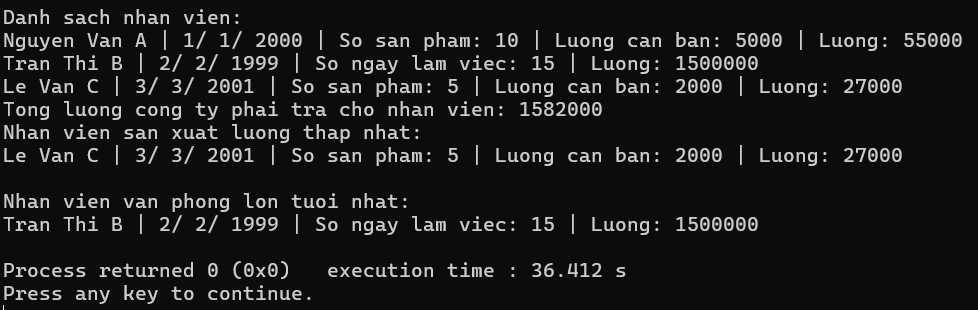 Danh sach nhan vien:
Nguyen Van A | 1/ 1/ 2000 | So san pham: 10 | Luong can ban: 5000 | Luong: 55000
Tran Thi B | 2/ 2/ 1999 | So ngay lam viec: 15 | Luong: 1500000
Le Van C | 3/ 3/ 2001 | So san pham: 5 | Luong can ban: 2000 | Luong: 27000
Tong luong cong ty phai tra cho nhan vien: 1582000
Nhan vien san xuat luong thap nhat:
Le Van C | 3/ 3/ 2001 | So san pham: 5 | Luong can ban: 2000 | Luong: 27000
Nhan vien van phong lon tuoi nhat:
Tran Thi B | 2/ 2/ 1999 | So ngay lam viec: 15 | Luong: 1500000
Process returned 0 (0x0)   execution time : 36.412 s
Press any key to continue.